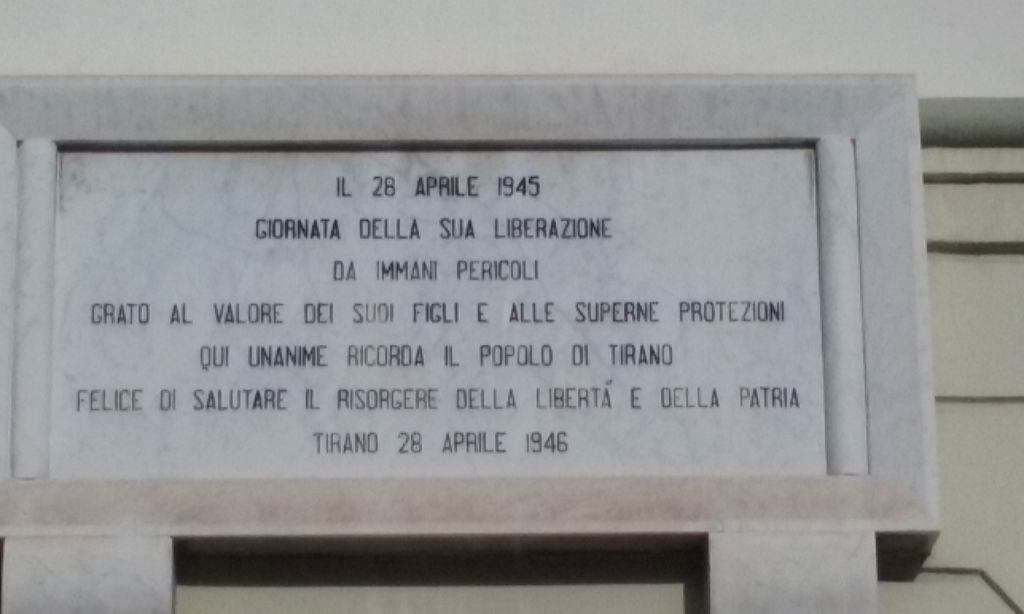 IL 28 APRILE 1945
GIORNATA DELLA SUA LIBERAZIONE
DA IMMANI PERICOLI
GRATO AL VALORE DEI SUOI FIGLI E ALLE SUPERNE PROTEZIONI
QUI UNANIME RICORDA IL POPOLO DI TIRANO
FELICE DI SALUTARE IL RISORGERE DELLA LIBERTÁ E DELLA PATRIA
TIRANO 28 APRILE 1946